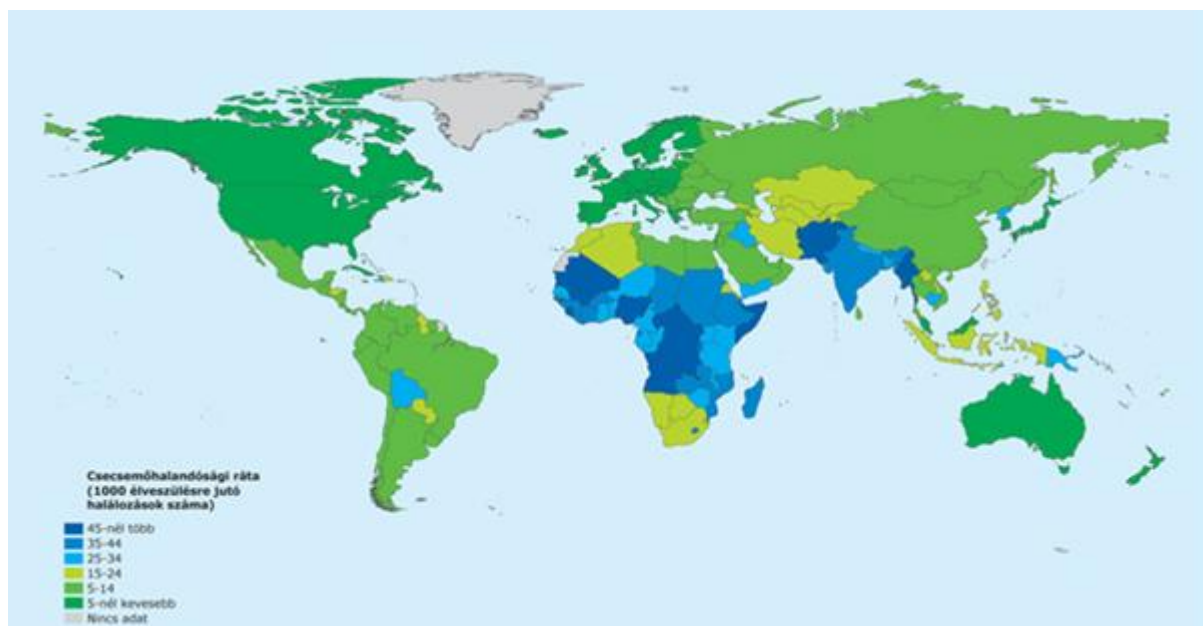 Csecsemőhalandósági ráta
(1000 élveszülésre jutó
halálozások száma)
45-nél több
35-44
25-34
15-24
5-14
5-nél kevesebb
Nincs adat